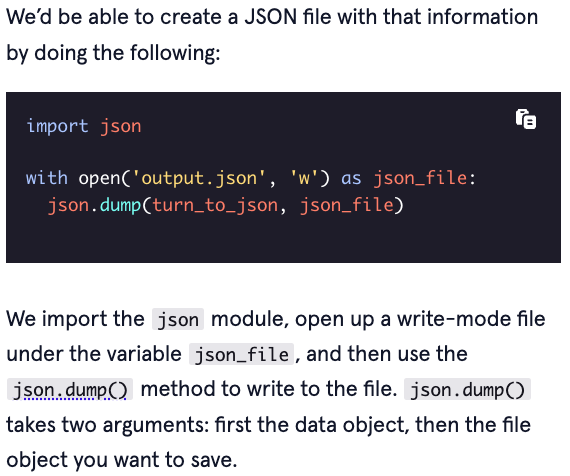 We’d be able to create a JSON file with that information
by doing the following:
import json
with open('output.json', 'w') as json_file:
  json.dump(turn_to_json, json_file)
We import the json module, open up a write-mode file
under the variable json_file, and then use the
json.dump() method to write to the file. json.dump()
takes two arguments: first the data object, then the file
object you want to save.